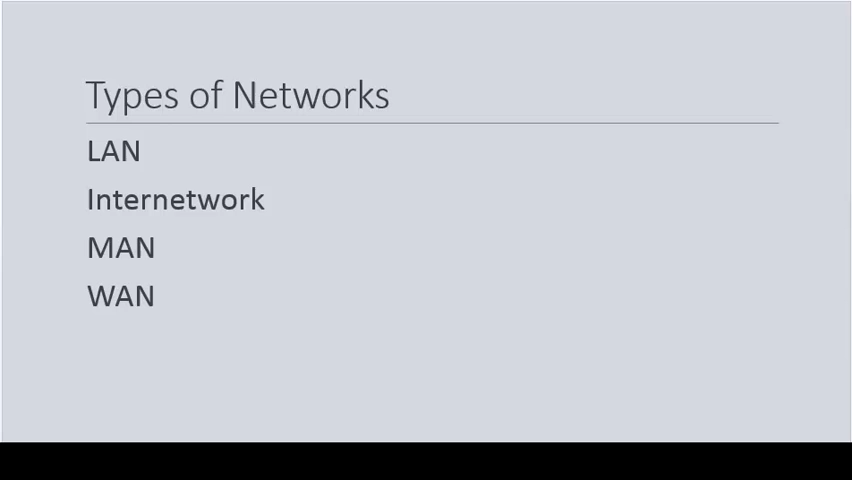 Types of Networks
LAN
Internetwork
MAN
WAN